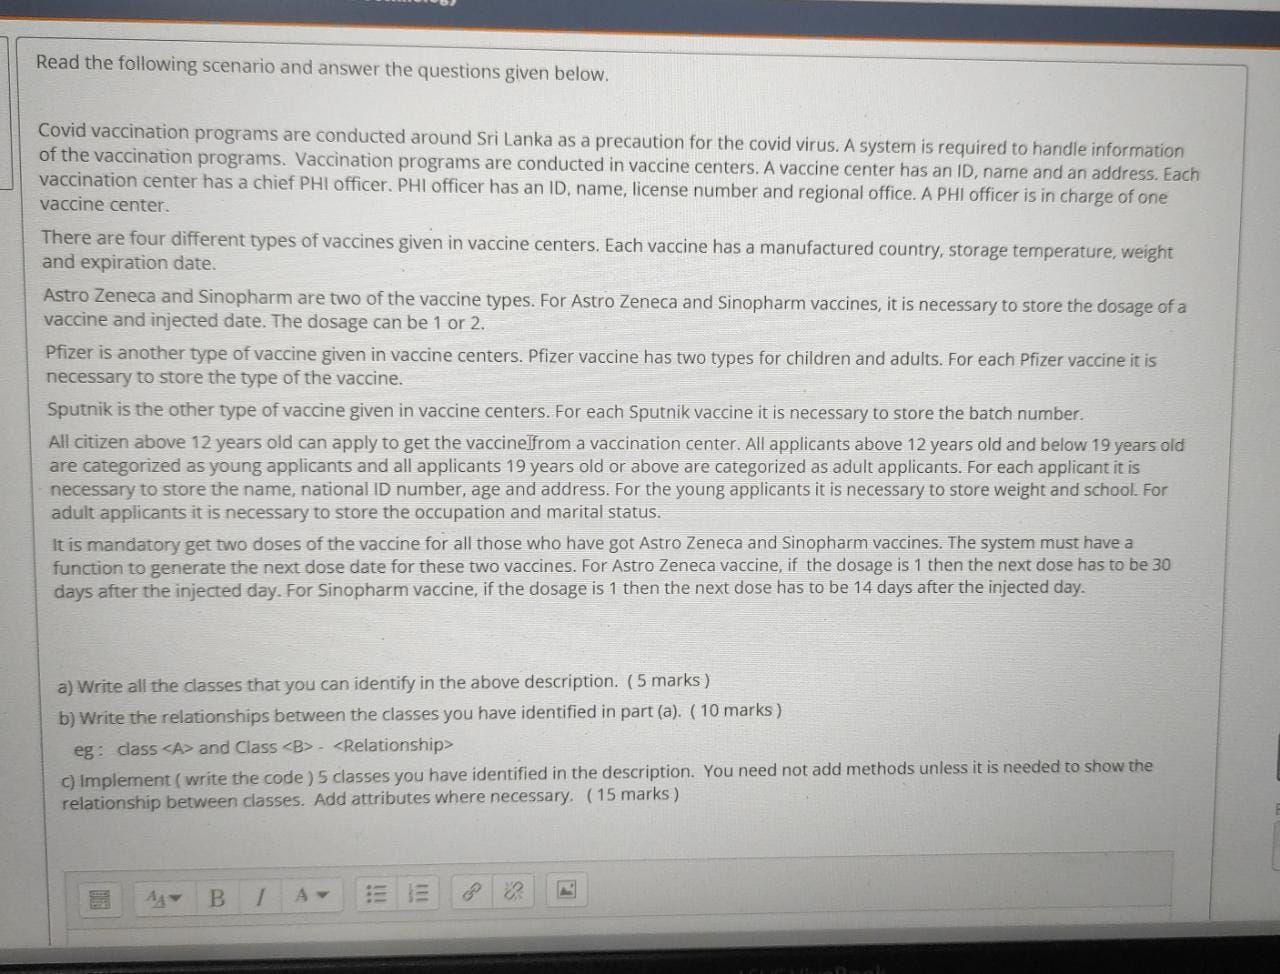 Read the following scenario and answer the questions given below.
Covid vaccination programs are conducted around Sri Lanka as a precaution for the covid virus. A system is required to handle information
of the vaccination programs. Vaccination programs are conducted in vaccine centers. A vaccine center has an ID, name and an address. Each
vaccination center has a chief PHI officer. PHI officer has an ID, name, license number and regional office. A PHI officer is in charge of one
vaccine center.
There are four different types of vaccines given in vaccine centers. Each vaccine has a manufactured country, storage temperature, weight
and expiration date.
Astro Zeneca and Sinopharm are two of the vaccine types. For Astro Zeneca and Sinopharm vaccines, it is necessary to store the dosage of a
vaccine and injected date. The dosage can be 1 or 2.
Pfizer is another type of vaccine given in vaccine centers. Pfizer vaccine has two types for children and adults. For each Pfizer vaccine it is
necessary to store the type of the vaccine.
Sputnik is the other type of vaccine given in vaccine centers. For each Sputnik vaccine it is necessary to store the batch number.
All citizen above 12 years old can apply to get the vaccine from a vaccination center. All applicants above 12 years old and below 19 years old
are categorized as young applicants and all applicants 19 years old or above are categorized as adult applicants. For each applicant it is
necessary to store the name, national ID number, age and address. For the young applicants it is necessary to store weight and school. For
adult applicants it is necessary to store the occupation and marital status.
It is mandatory get two doses of the vaccine for all those who have got Astro Zeneca and Sinopharm vaccines. The system must have a
function to generate the next dose date for these two vaccines. For Astro Zeneca vaccine, if the dosage is 1 then the next dose has to be 30
days after the injected day. For Sinopharm vaccine, if the dosage is 1 then the next dose has to be 14 days after the injected day.
a) Write all the classes that you can identify in the above description. ( 5 marks )
b) Write the relationships between the classes you have identified in part (a). ( 10 marks )
eg : class <A> and Class <B> - <Relationship>
c) Implement ( write the code ) 5 classes you have identified in the description. You need not add methods unless it is needed to show the
relationship between classes. Add attributes where necessary. ( 15 marks )
AA B I A